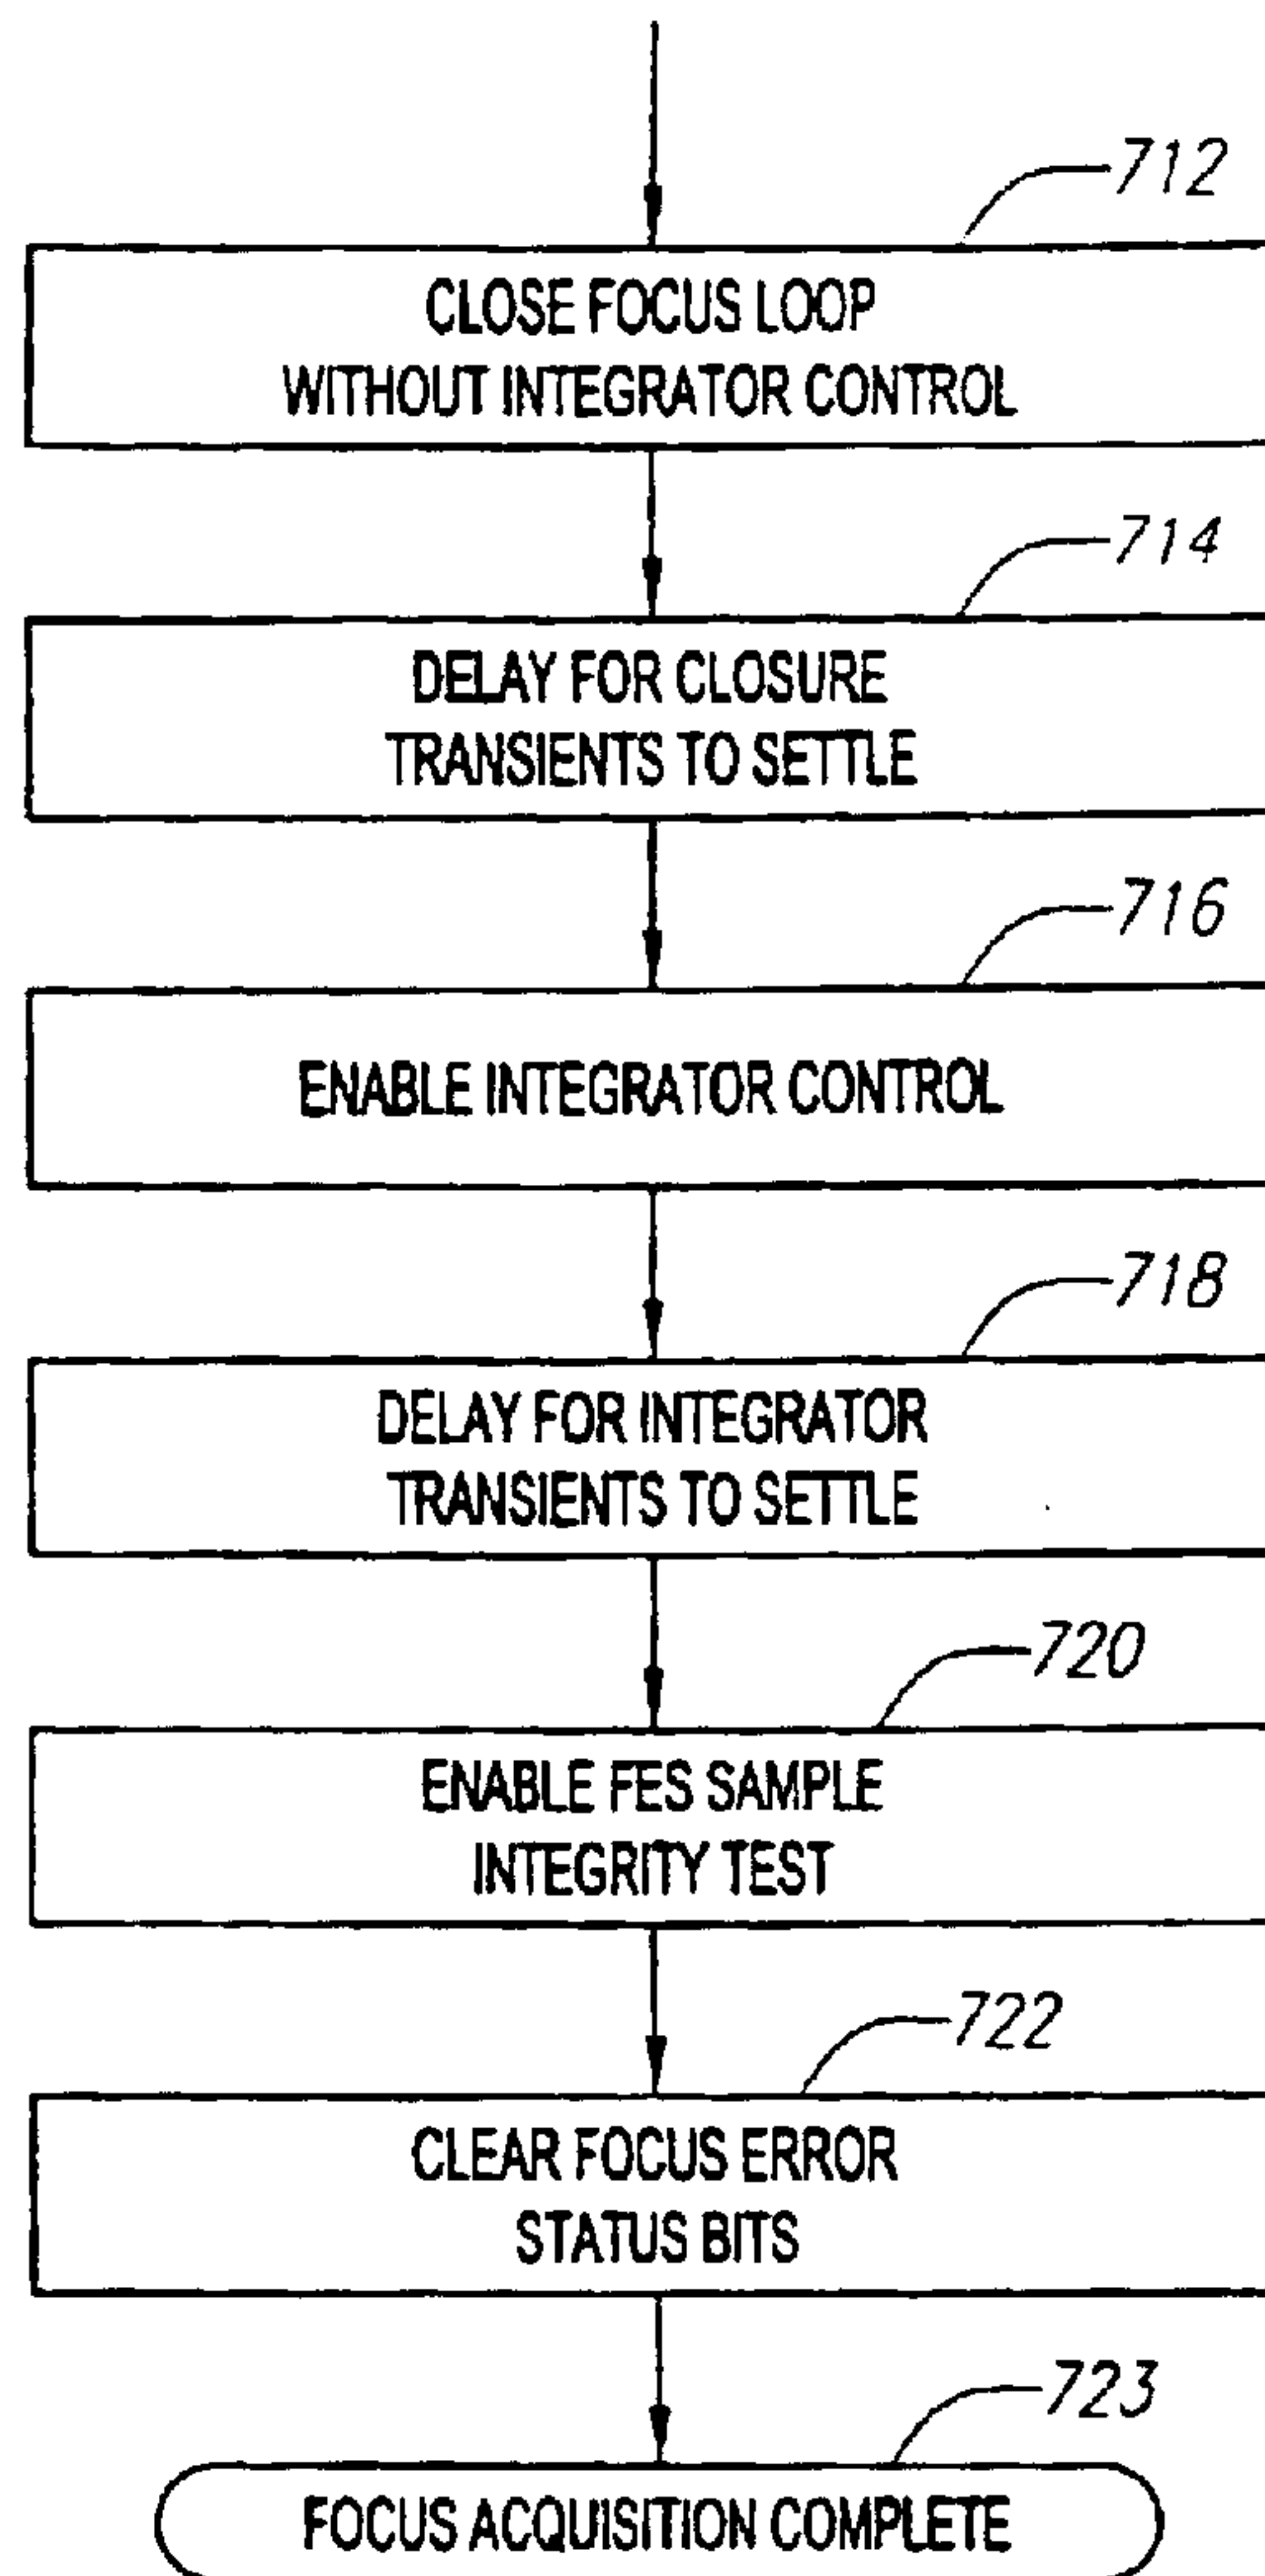 712
CLOSE FOCUS LOOP
WITHOUT INTEGRATOR CONTROL
714
DELAY FOR CLOSURE
TRANSIENTS TO SETTLE
716
ENABLE INTEGRATOR CONTROL
718
DELAY FOR INTEGRATOR
TRANSIENTS TO SETTLE
720
ENABLE FES SAMPLE
INTEGRITY TEST
722
CLEAR FOCUS ERROR
STATUS BITS
723
FOCUS ACQUISITION COMPLETE